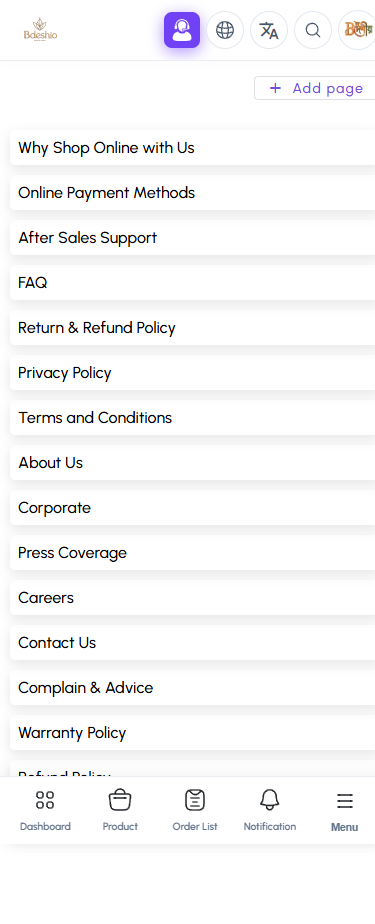 Bdeshio
+ Add page
Why Shop Online with Us
Online Payment Methods
After Sales Support
FAQ
Return & Refund Policy
Privacy Policy
Terms and Conditions
About Us
Corporate
Press Coverage
Careers
Contact Us
Complain & Advice
Warranty Policy
Refund Policy
Dashboard
Product
Order List
Notification
Menu